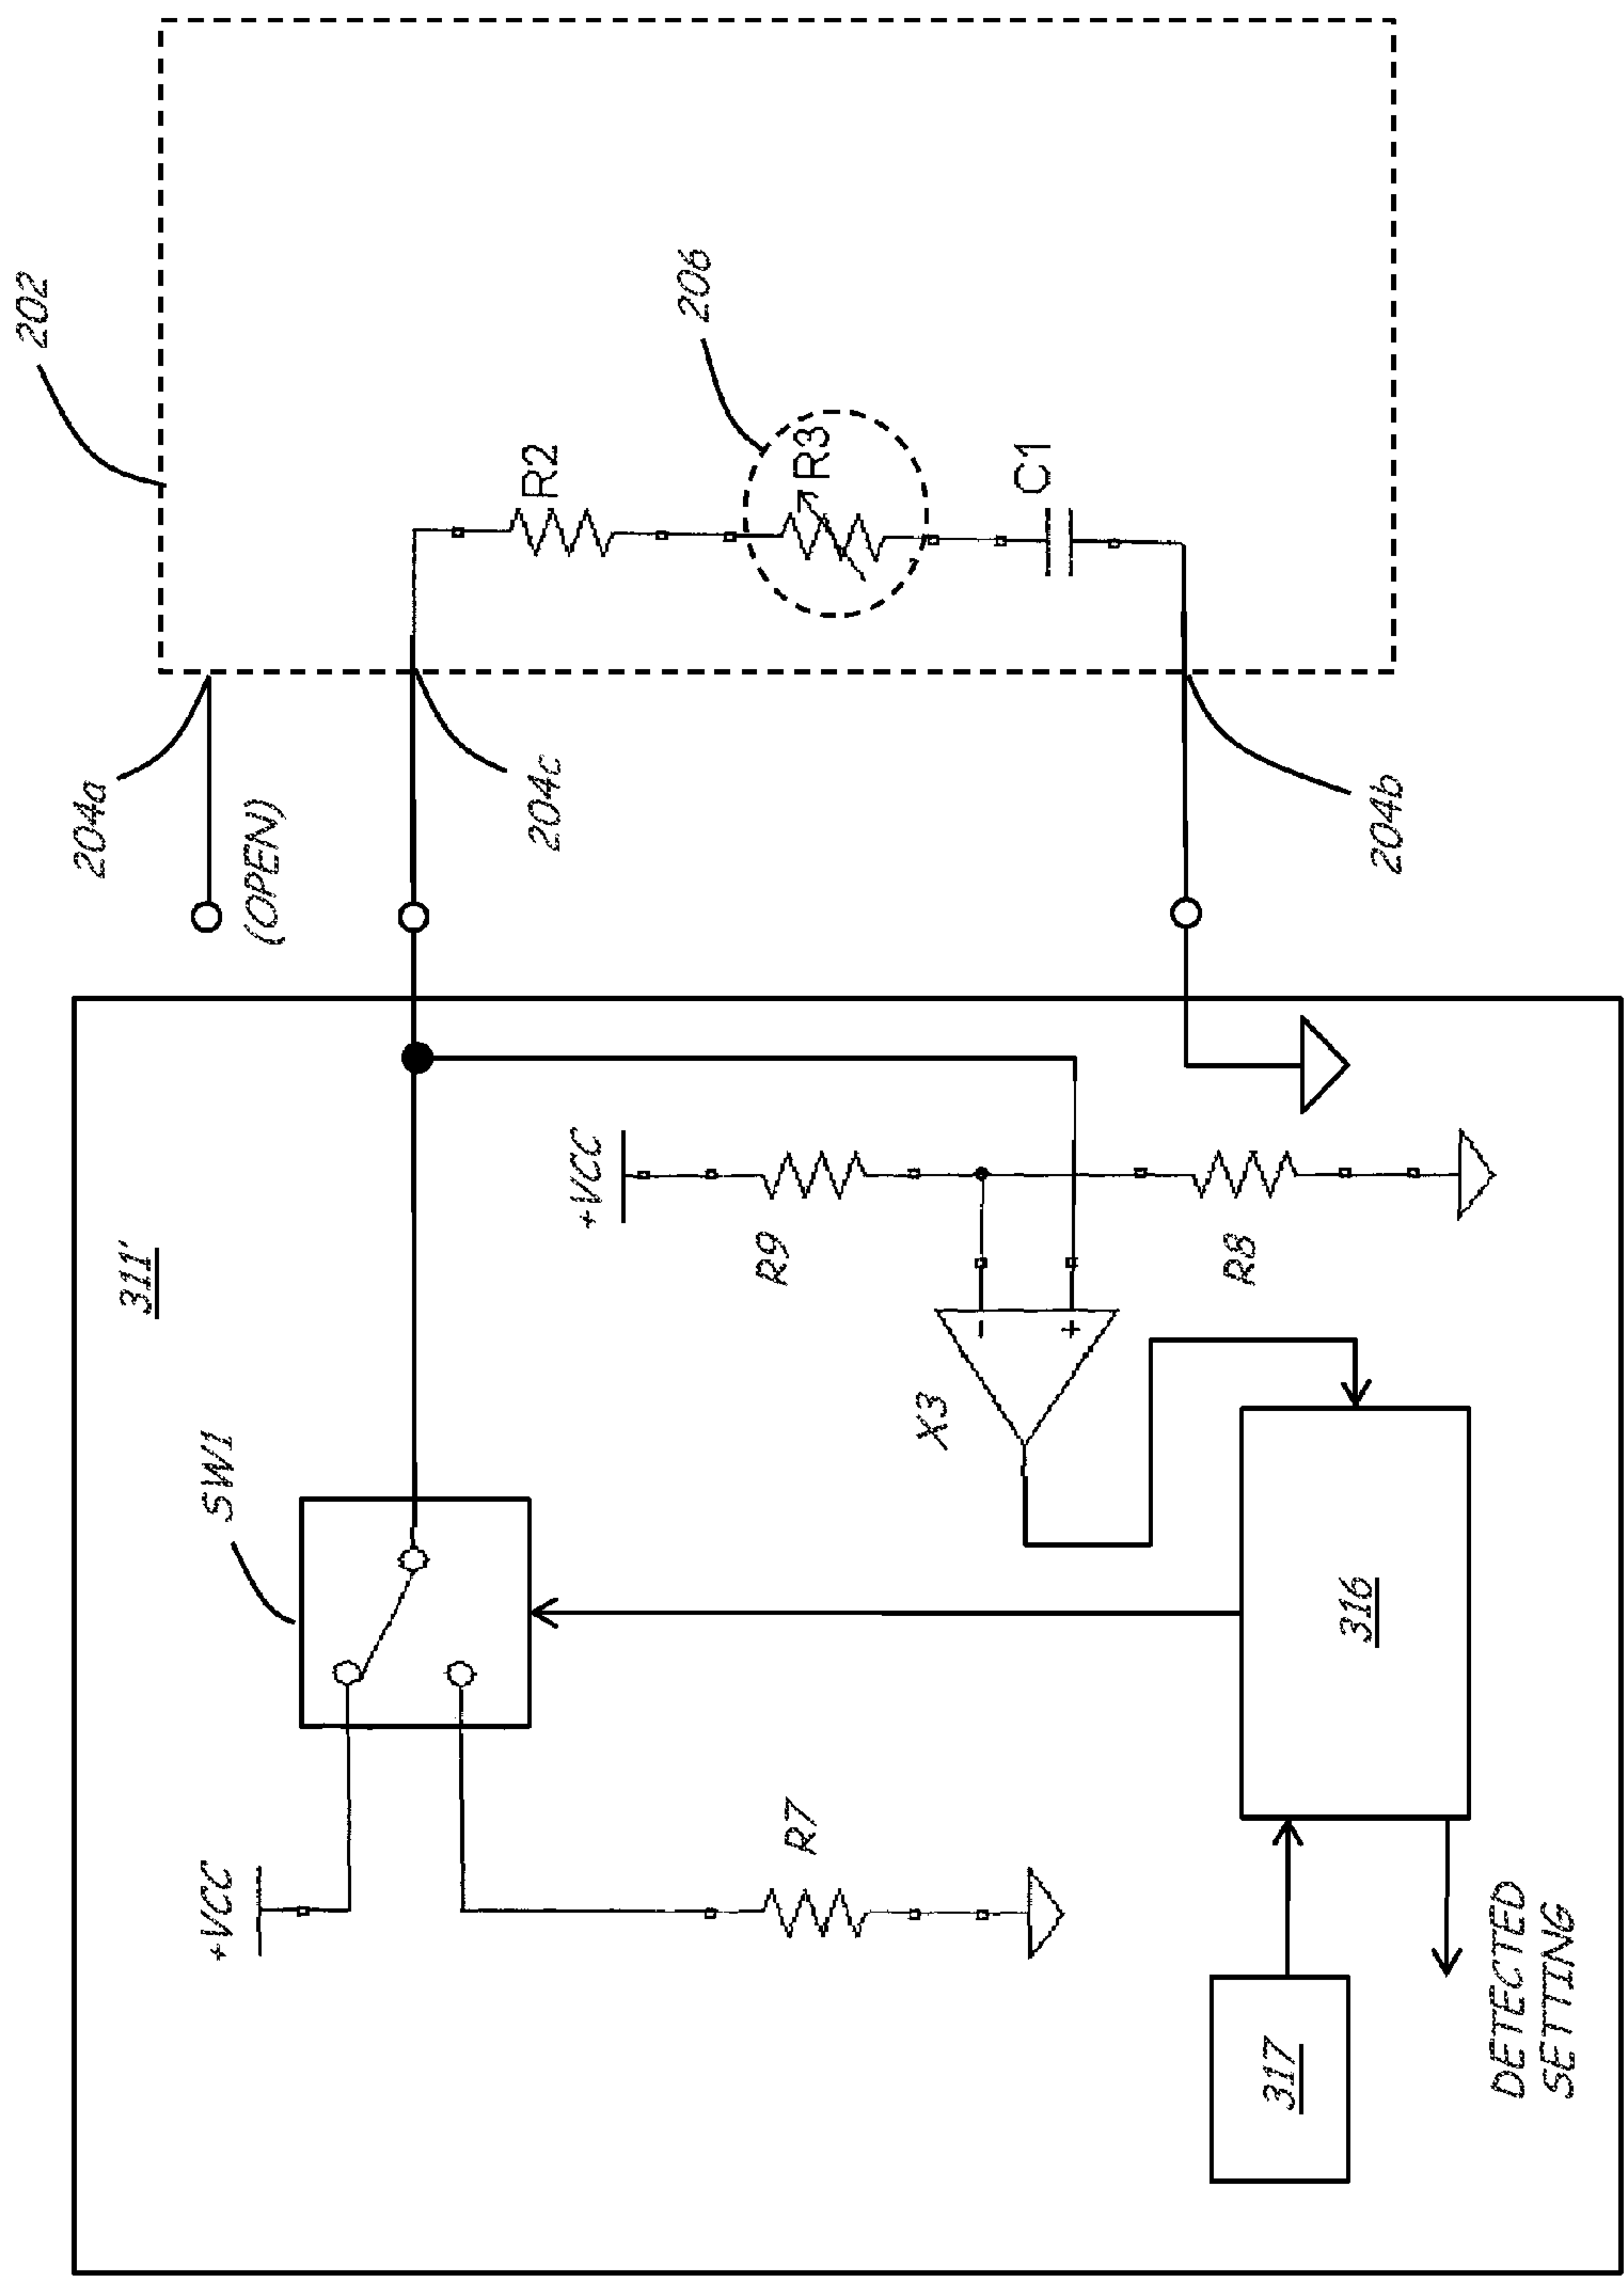 202
204a
(OPEN)
204c
204b
206
R2
R3
C1
311'
SW1
+VCC
R7
+VCC
R9
R8
X3
-
+
316
317
DETECTED
SETTING